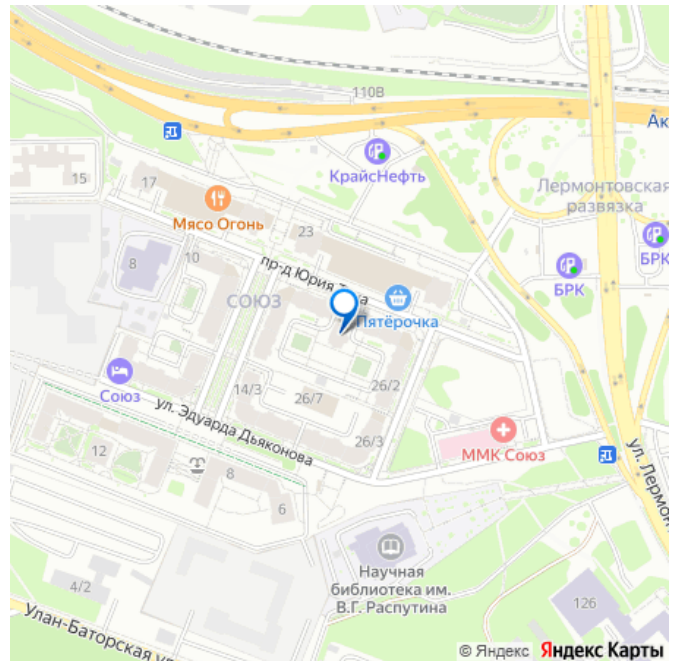 110В
Ак
КрайсНефть
15
17
Мясо Огонь
Лермонтовская
развязка
23
8
10
БРК
БРК
пр-д Юрия
СОЮЗ
Пятёрочка
Союз
14/3
26/2
26/7
ул. Эдуарда Дьяконова
26/3
ММК Союз
12
8
6
ул. Лермон
Научная
библиотека им.
В.Г. Распутина
4/2
126
Улан-Баторская ул
© Яндекс Яндекс Карты